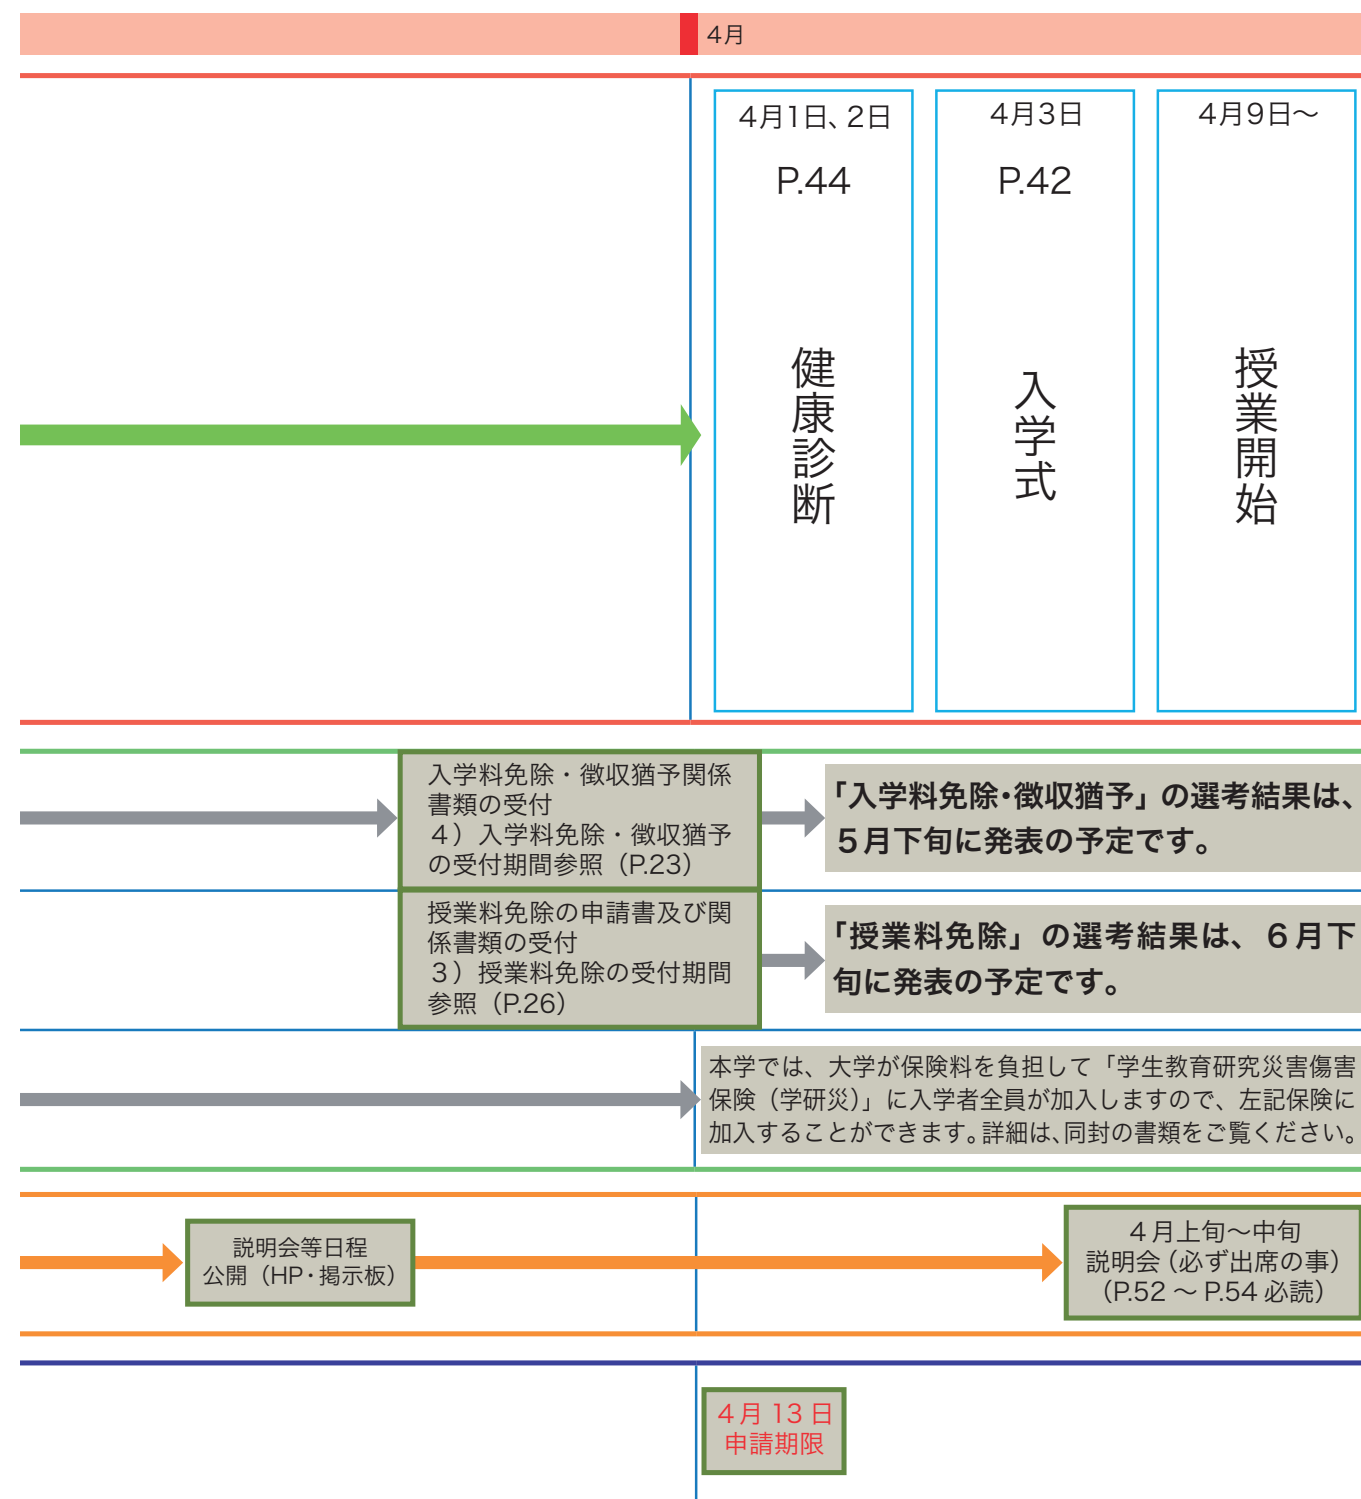 4月
4月1日、2日
P.44
健康診断
4月3日
P.42
入学式
4月9日～
授業開始
入学料免除・徴収猶予関係
書類の受付
４）入学料免除・徴収猶予
の受付期間参照（P.23）
「入学料免除・徴収猶予」の選考結果は、
５月下旬に発表の予定です。
授業料免除の申請書及び関
係書類の受付
３）授業料免除の受付期間
参照（P.26）
「授業料免除」の選考結果は、６月下
旬に発表の予定です。
本学では、大学が保険料を負担して「学生教育研究災害傷害
保険（学研災）」に入学者全員が加入しますので、左記保険に
加入することができます。詳細は、同封の書類をご覧ください。
説明会等日程
公開（HP・掲示板）
４月上旬～中旬
説明会（必ず出席の事）
（P.52 ～ P.54 必読）
４月 13 日
申請期限